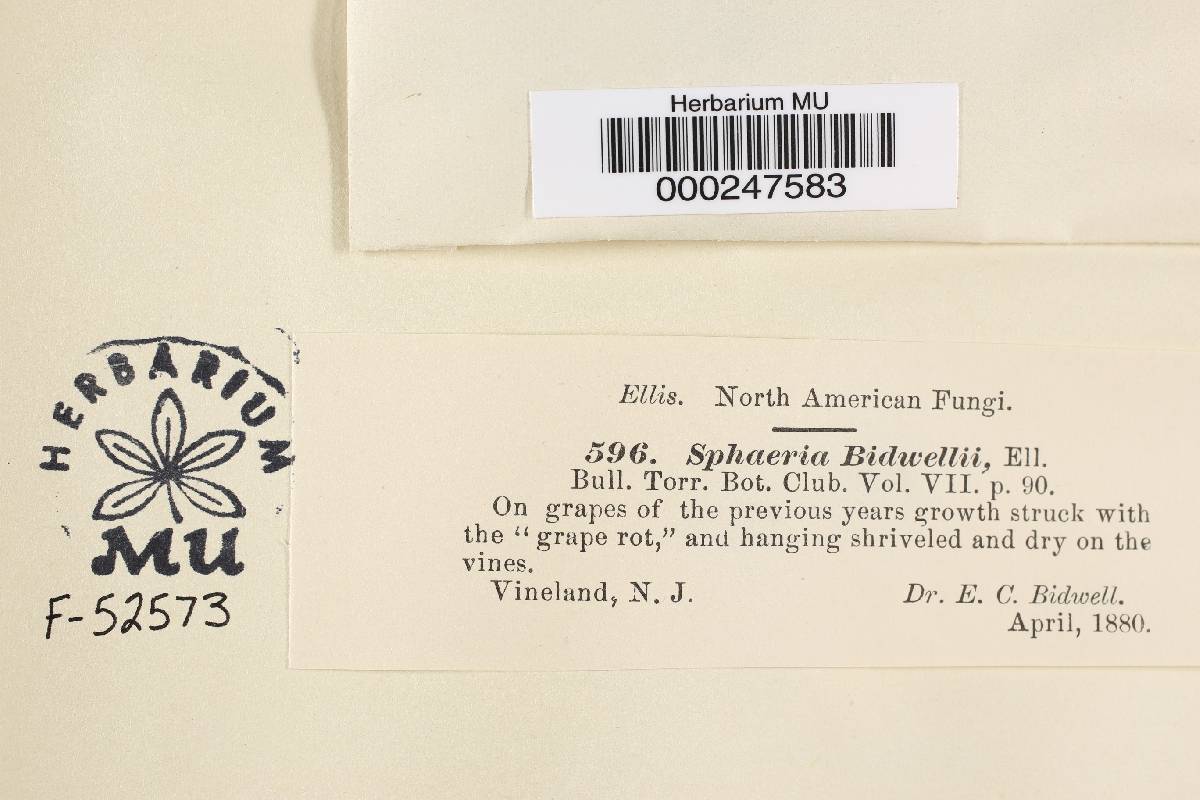 Herbarium MU
000247583
HERBARIUM
MU
F-52573
Ellis. North American Fungi.
596. Sphaeria Bidwellii, Ell.
Bull. Torr. Bot. Club. Vol. VII. p. 90.
On grapes of the previous years growth struck with
the “grape rot,” and hanging shriveled and dry on the
vines.
Vineland, N. J. Dr. E. C. Bidwell.
April, 1880.